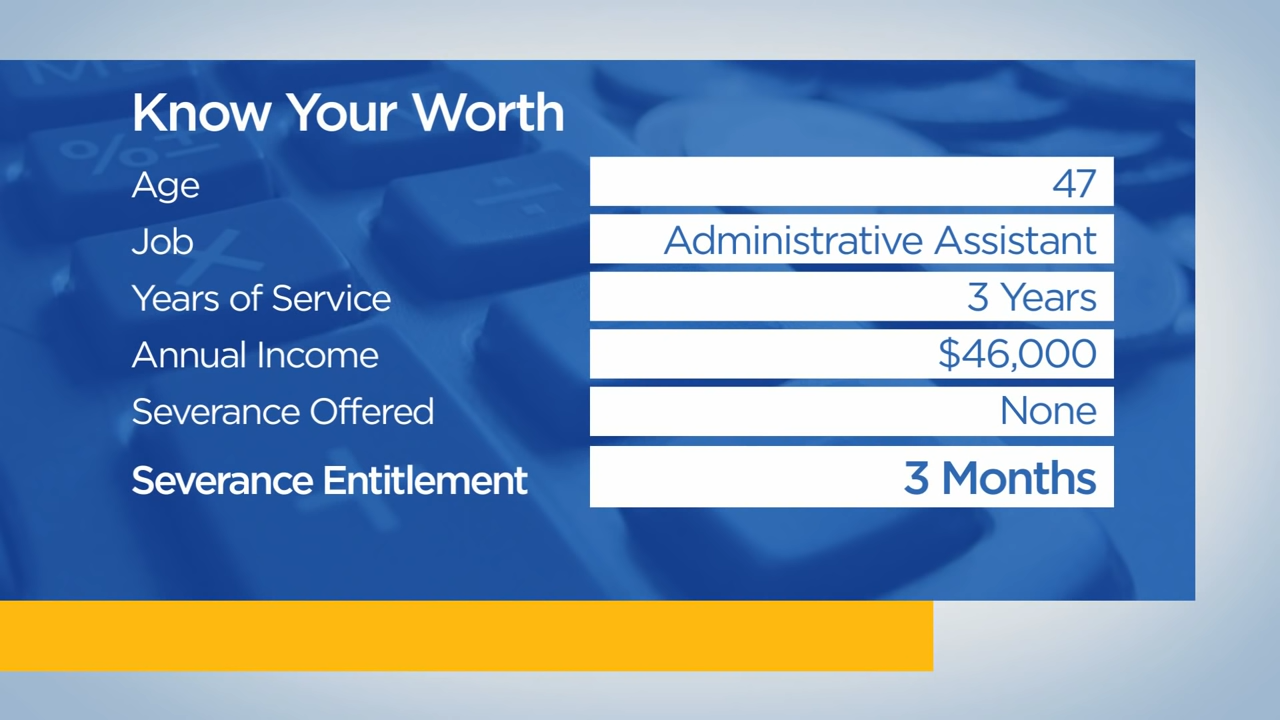 Know Your Worth
Age 47
Job Administrative Assistant
Years of Service 3 Years
Annual Income $46,000
Severance Offered None
Severance Entitlement 3 Months
%